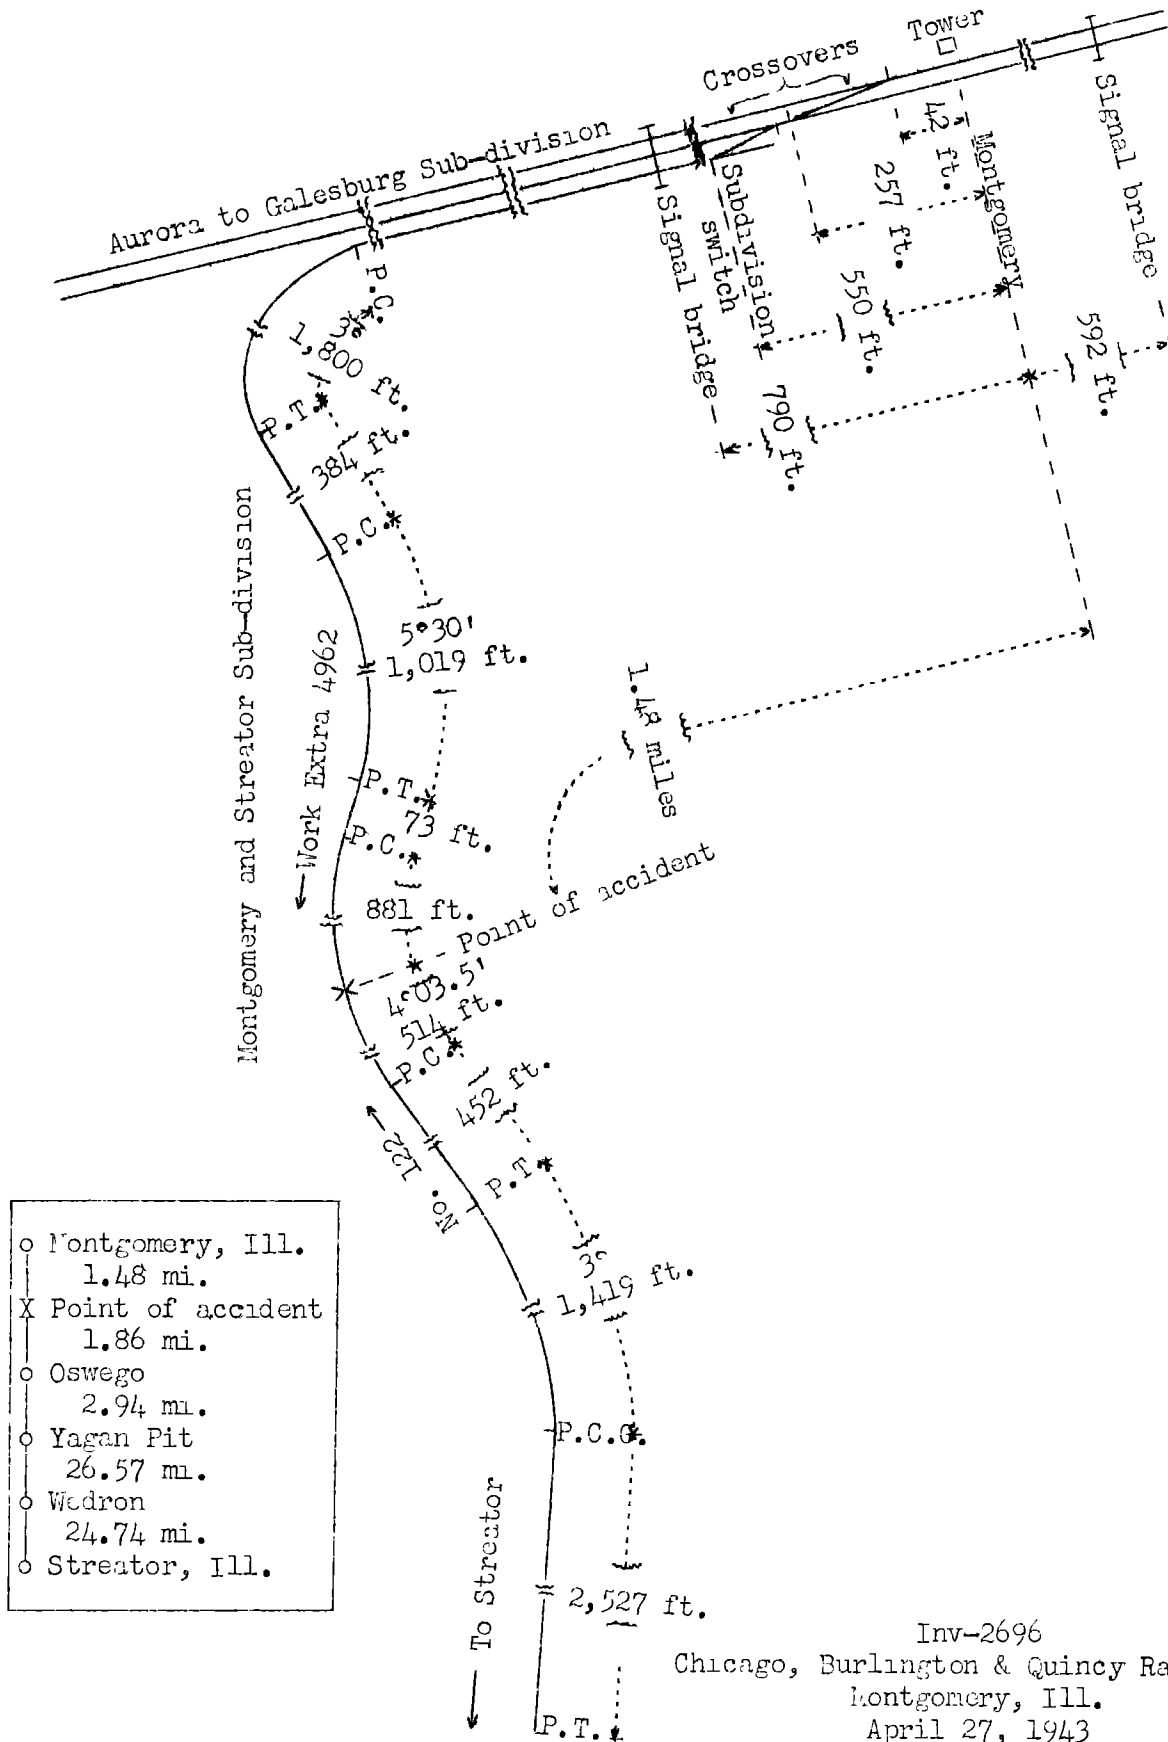 Tower
Crossovers
Aurora to Galesburg Sub-division
Signal bridge
Subdivision
switch
Signal bridge
Montgomery
42 ft.
257 ft.
550 ft.
790 ft.
592 ft.
P.C.
1,800 ft.
P.T.
384 ft.
P.C.
5°30'
1,019 ft.
P.T.
73 ft.
P.C.
881 ft.
Point of accident
1.48 miles
4°03.5'
514 ft.
P.C.
452 ft.
P.T.
3°
1,419 ft.
P.C.C.
2,527 ft.
P.T.
Montgomery and Streator Sub-division
Work Extra 4962
No. 122
To Streator
Montgomery, Ill.
1.48 mi.
X Point of accident
1.86 mi.
Oswego
2.94 mi.
Yagan Pit
26.57 mi.
Wedron
24.74 mi.
Streator, Ill.
Inv-2696
Chicago, Burlington & Quincy Ra
Montgomery, Ill.
April 27, 1943